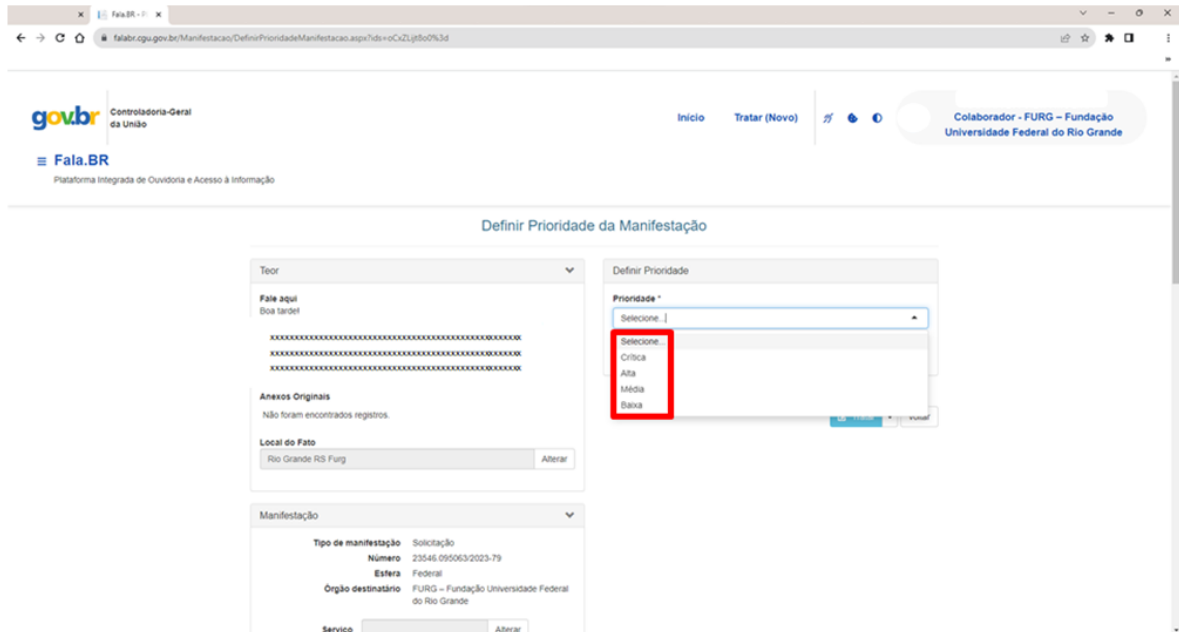 Fala.BR - P
falabr.cgu.gov.br/Manifestacao/DefinirPrioridadeManifestacao.aspx?ids=oCxZLijt8o0%3d
gov.br
Controladoria-Geral
da União
Início
Tratar (Novo)
Colaborador - FURG – Fundação
Universidade Federal do Rio Grande
Fala.BR
Plataforma Integrada de Ouvidoria e Acesso à Informação
Definir Prioridade da Manifestação
Teor
Fale aqui
Boa tarde!
Anexos Originais
Não foram encontrados registros.
Local do Fato
Rio Grande RS Furg
Alterar
Definir Prioridade
Prioridade *
Selecione...
Selecione...
Crítica
Alta
Média
Baixa
Tratar
Voltar
Manifestação
Tipo de manifestação Solicitação
Número 23546.095063/2023-79
Esfera Federal
Órgão destinatário FURG – Fundação Universidade Federal
do Rio Grande
Serviço
Alterar